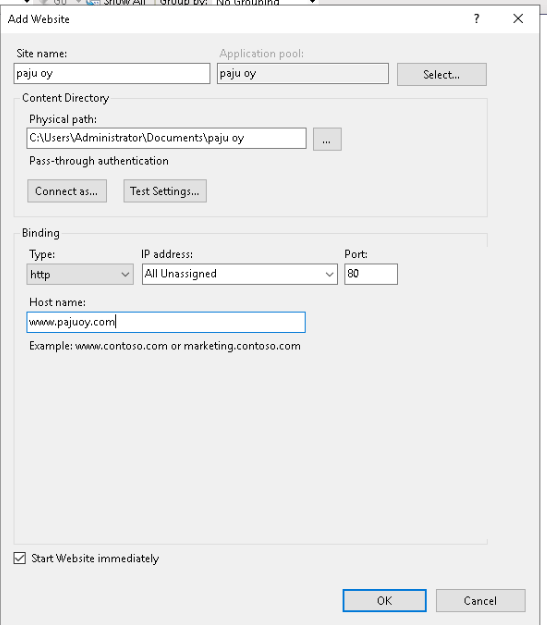 Go Show All Group by: No Grouping
Add Website ?
Site name: Application pool:
paju oy paju oy Select...
Content Directory
Physical path:
C:\Users\Administrator\Documents\paju oy ...
Pass-through authentication
Connect as... Test Settings...
Binding
Type: IP address: Port:
http All Unassigned 80
Host name:
www.pajuoy.com
Example: www.contoso.com or marketing.contoso.com
Start Website immediately
OK Cancel